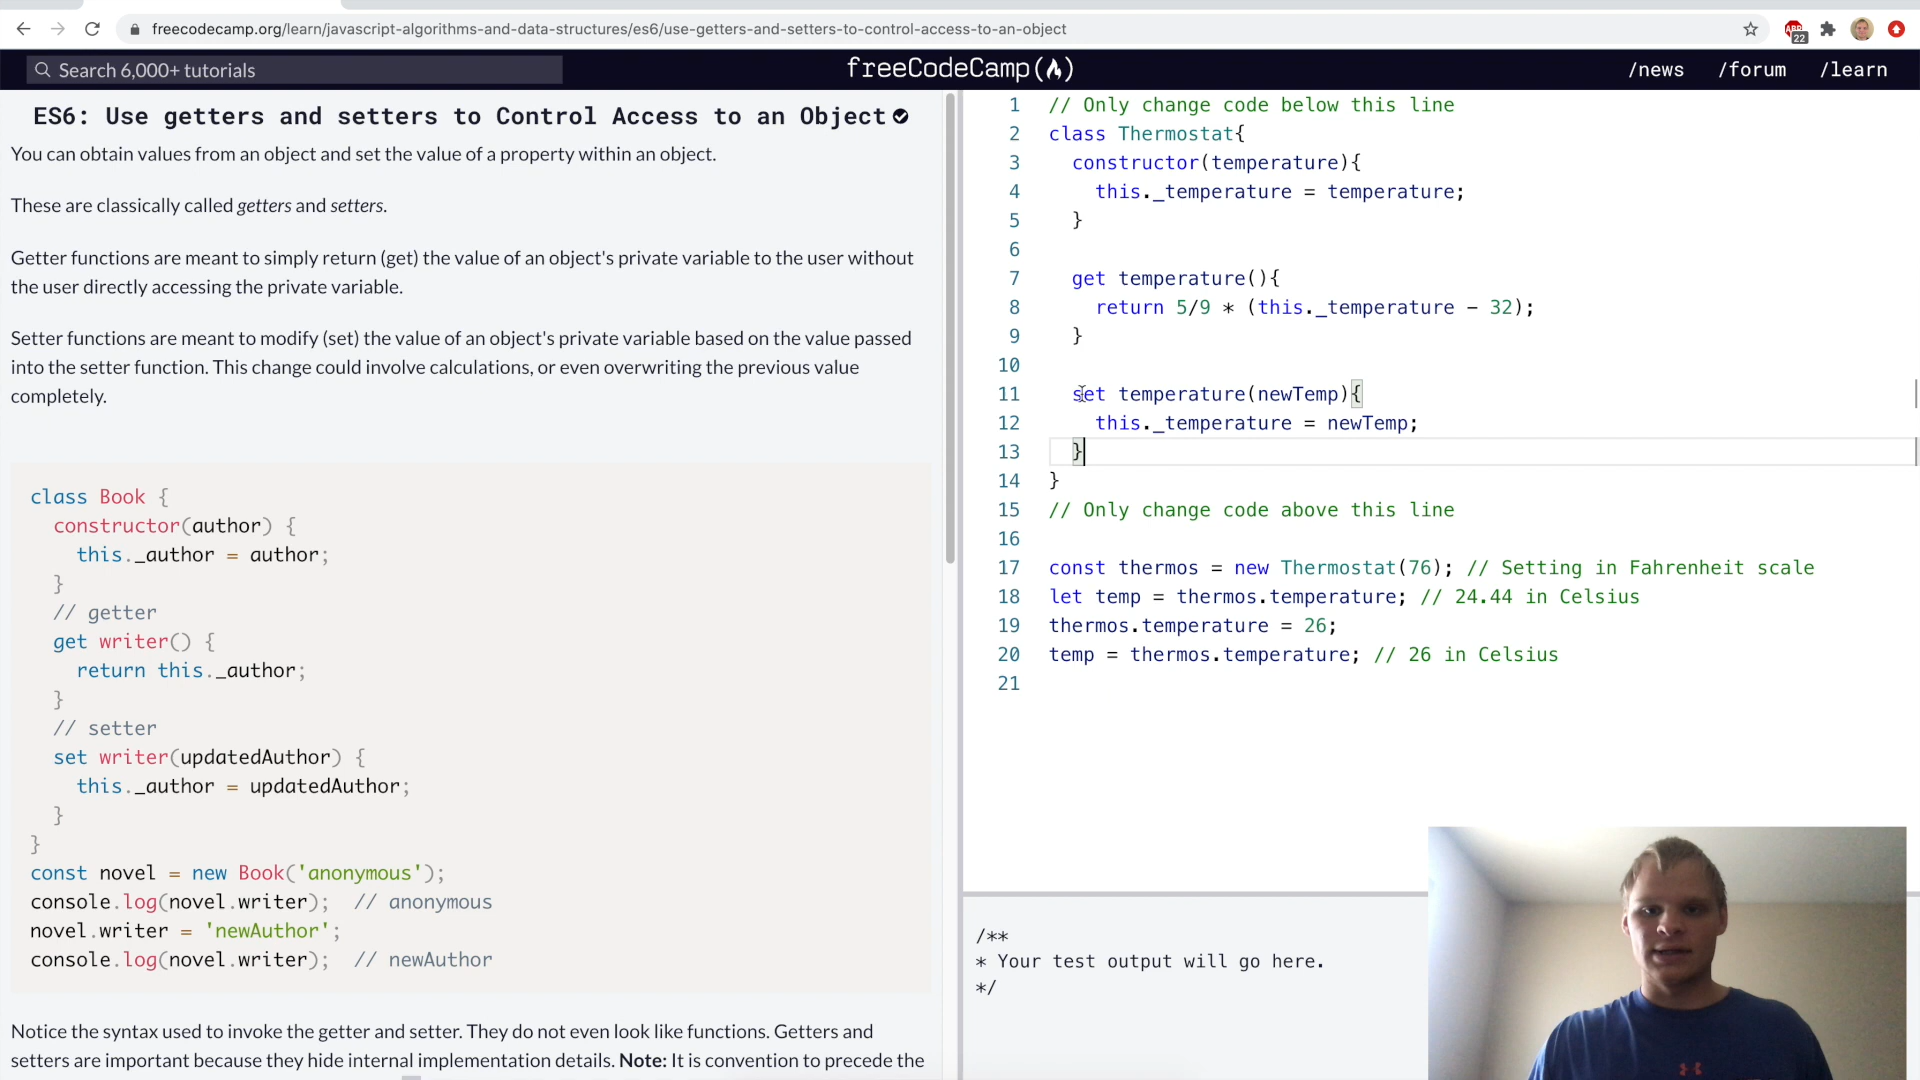 freecodecamp.org/learn/javascript-algorithms-and-data-structures/es6/use-getters-and-setters-to-control-access-to-an-object
22
Search 6,000+ tutorials
freeCodeCamp(🔥)
/news /forum /learn
ES6: Use getters and setters to Control Access to an Object
You can obtain values from an object and set the value of a property within an object.
These are classically called getters and setters.
Getter functions are meant to simply return (get) the value of an object's private variable to the user without
the user directly accessing the private variable.
Setter functions are meant to modify (set) the value of an object's private variable based on the value passed
into the setter function. This change could involve calculations, or even overwriting the previous value
completely.
class Book {
  constructor(author) {
    this._author = author;
  }
  // getter
  get writer() {
    return this._author;
  }
  // setter
  set writer(updatedAuthor) {
    this._author = updatedAuthor;
  }
}
const novel = new Book('anonymous');
console.log(novel.writer);  // anonymous
novel.writer = 'newAuthor';
console.log(novel.writer);  // newAuthor
Notice the syntax used to invoke the getter and setter. They do not even look like functions. Getters and
setters are important because they hide internal implementation details. Note: It is convention to precede the
1 // Only change code below this line
2 class Thermostat{
3   constructor(temperature){
4     this._temperature = temperature;
5   }
6
7   get temperature(){
8     return 5/9 * (this._temperature - 32);
9   }
10
11   set temperature(newTemp){
12     this._temperature = newTemp;
13   }
14 }
15 // Only change code above this line
16
17 const thermos = new Thermostat(76); // Setting in Fahrenheit scale
18 let temp = thermos.temperature; // 24.44 in Celsius
19 thermos.temperature = 26;
20 temp = thermos.temperature; // 26 in Celsius
21
/**
* Your test output will go here.
*/